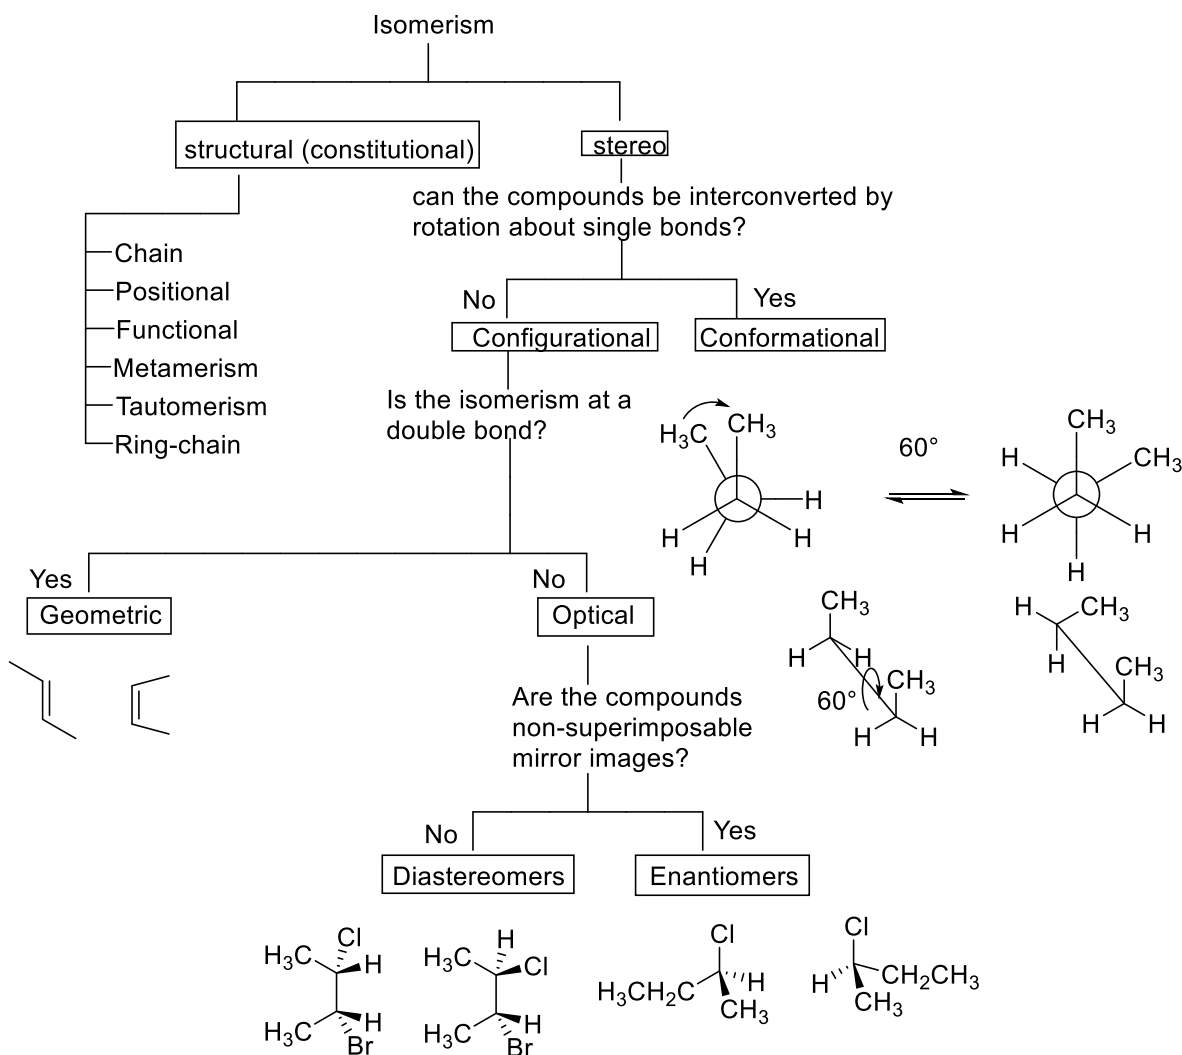 Isomerism
structural (constitutional)
stereo
can the compounds be interconverted by
rotation about single bonds?
Chain
Positional
Functional
Metamerism
Tautomerism
Ring-chain
No
Yes
Configurational
Conformational
Is the isomerism at a
double bond?
H₃C
CH₃
H
H
H
H
60°
CH₃
H
CH₃
H
H
H
Yes
No
Geometric
Optical
CH₃
H
H
CH₃
60°
H
H
H
CH₃
H
CH₃
H
H
Are the compounds
non-superimposable
mirror images?
No
Yes
Diastereomers
Enantiomers
Cl
H₃C
H
H₃C
H
Br
H
H₃C
Cl
H₃C
H
Br
Cl
H₃CH₂C
H
CH₃
Cl
H
CH₂CH₃
CH₃